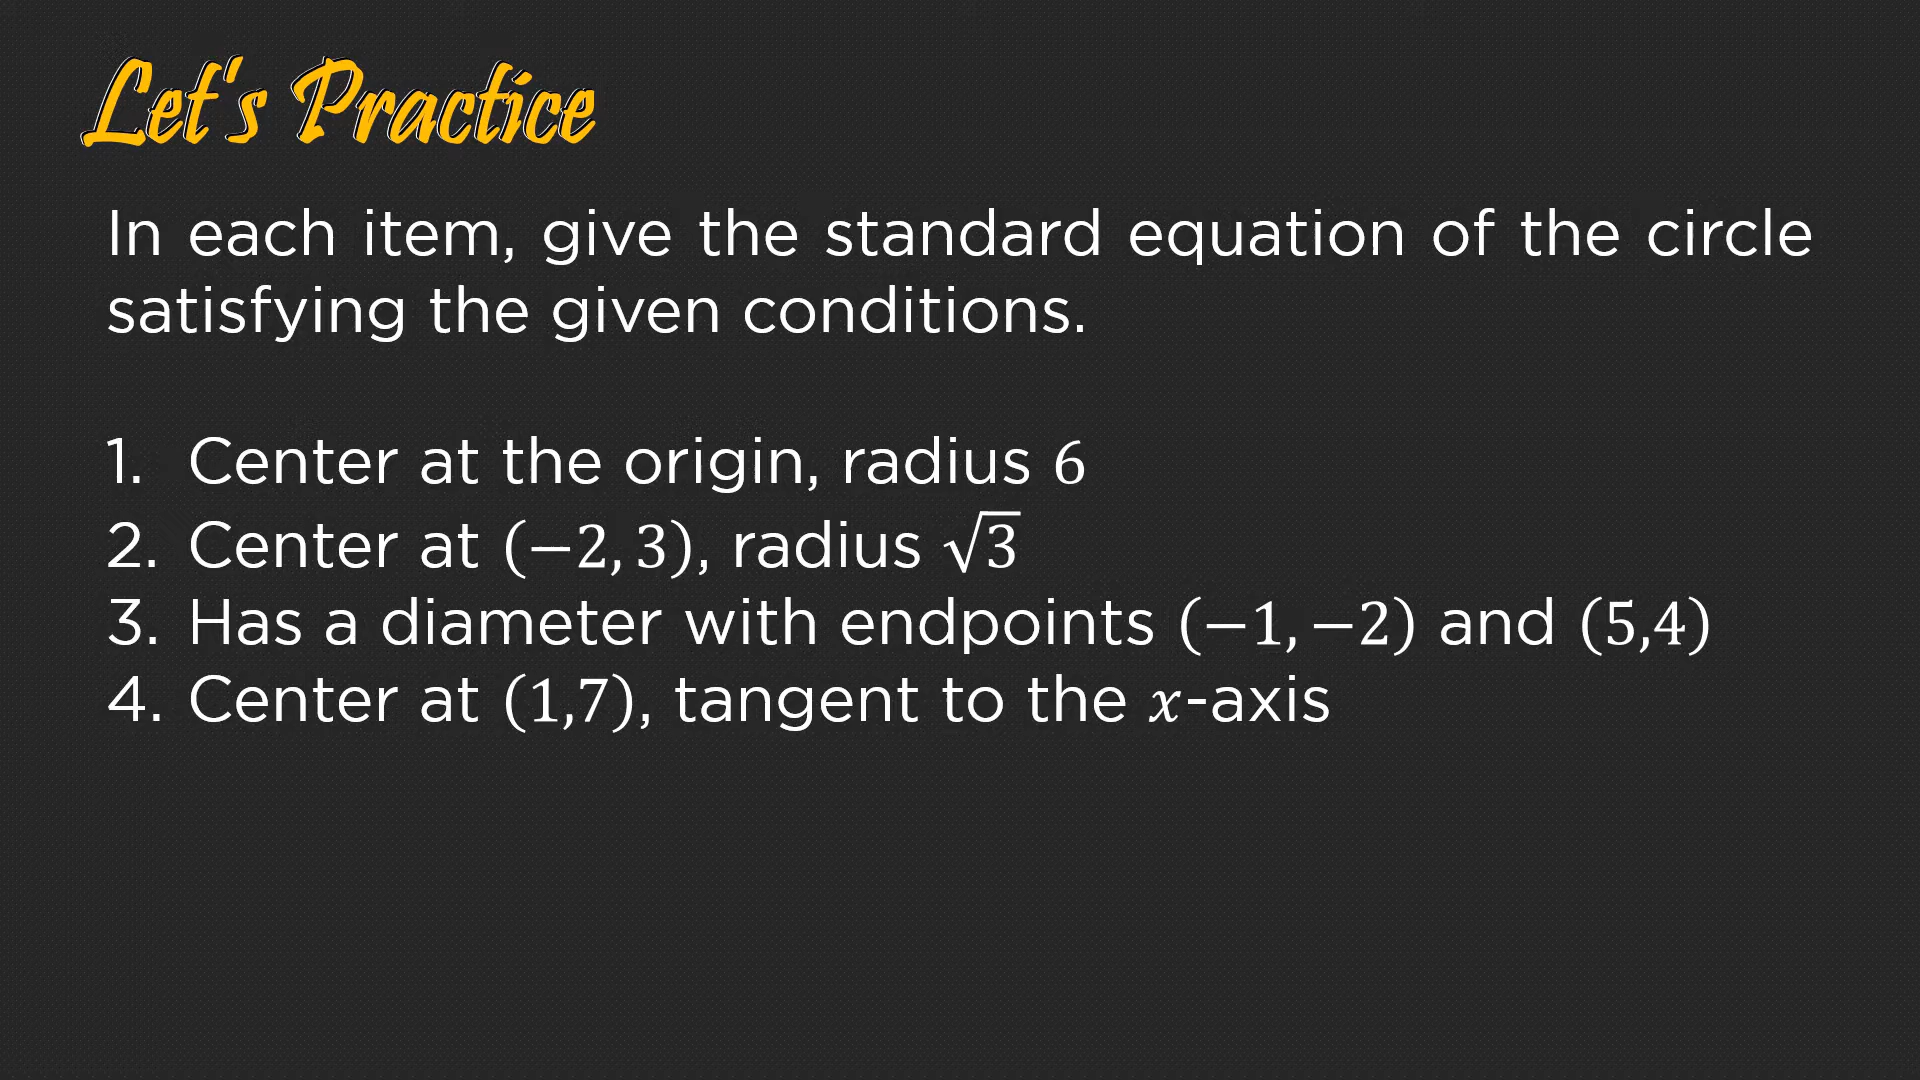 Let's Practice
In each item, give the standard equation of the circle
satisfying the given conditions.
1. Center at the origin, radius 6
2. Center at (−2, 3), radius √3
3. Has a diameter with endpoints (−1, −2) and (5,4)
4. Center at (1,7), tangent to the x-axis